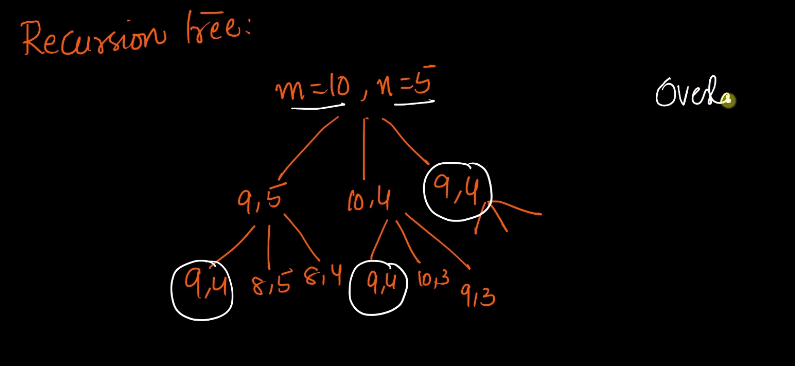 Recursion tree:
m=10, n=5
Overla
9,5 10,4 9,4
9,4 8,5 8,4 9,4 10,3 9,3